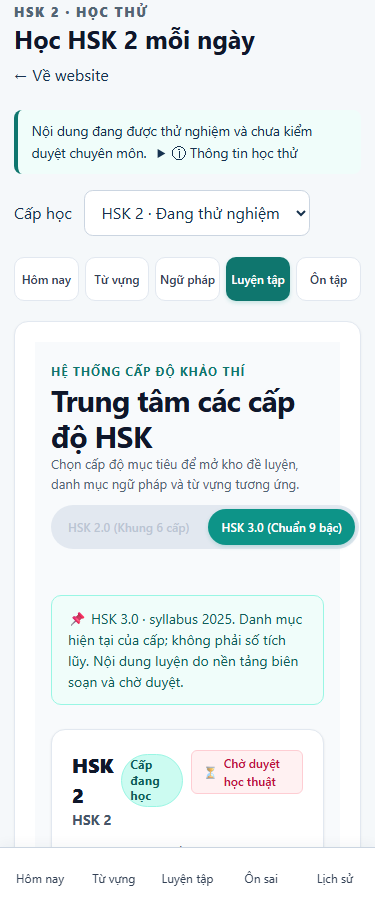 HSK 2 · HỌC THỬ
Học HSK 2 mỗi ngày
← Về website
Nội dung đang được thử nghiệm và chưa kiểm
duyệt chuyên môn. ▶ ⓘ Thông tin học thử
Cấp học HSK 2 · Đang thử nghiệm
Hôm nay Từ vựng Ngữ pháp Luyện tập Ôn tập
HỆ THỐNG CẤP ĐỘ KHẢO THÍ
Trung tâm các cấp
độ HSK
Chọn cấp độ mục tiêu để mở kho đề luyện,
danh mục ngữ pháp và từ vựng tương ứng.
HSK 2.0 (Khung 6 cấp) HSK 3.0 (Chuẩn 9 bậc)
📌 HSK 3.0 · syllabus 2025. Danh mục
hiện tại của cấp; không phải số tích
lũy. Nội dung luyện do nền tảng biên
soạn và chờ duyệt.
HSK
2
HSK 2
Cấp
đang
học
⏳ Chờ duyệt
học thuật
Hôm nay Từ vựng Luyện tập Ôn sai Lịch sử